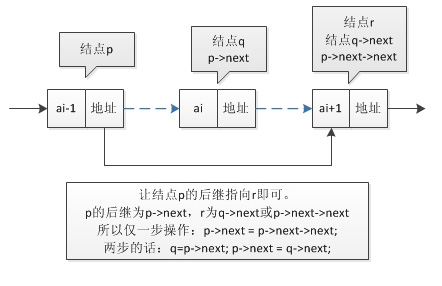 结点p
结点q
p->next
结点r
结点q->next
p->next->next
ai-1 地址 ai 地址 ai+1 地址
让结点p的后继指向r即可。
p的后继为p->next，r为q->next或p->next->next
所以仅一步操作：p->next = p->next->next;
两步的话：q=p->next; p->next = q->next;